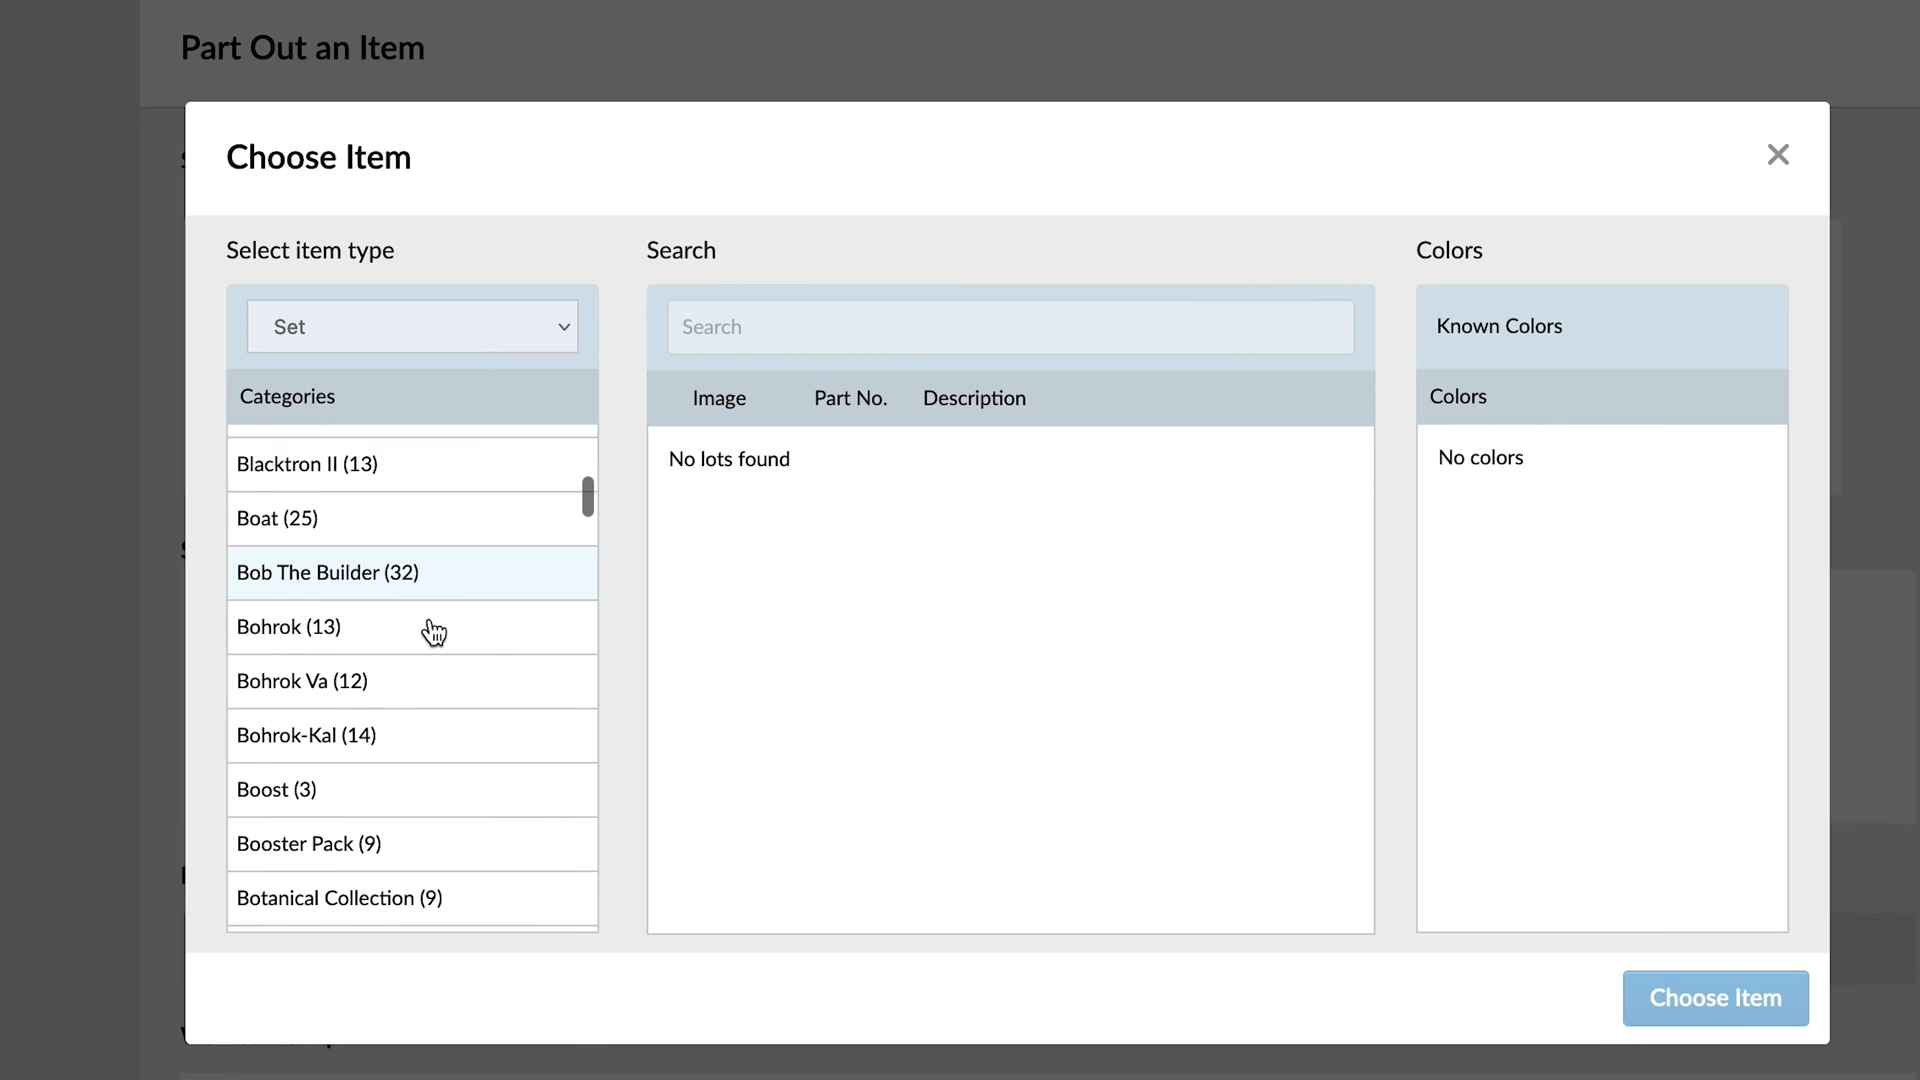 Part Out an Item
Choose Item
Select item type
Search
Colors
Set
Search
Known Colors
Categories
Image
Part No.
Description
Colors
Blacktron II (13)
No lots found
No colors
Boat (25)
Bob The Builder (32)
Bohrok (13)
Bohrok Va (12)
Bohrok-Kal (14)
Boost (3)
Booster Pack (9)
Botanical Collection (9)
Choose Item